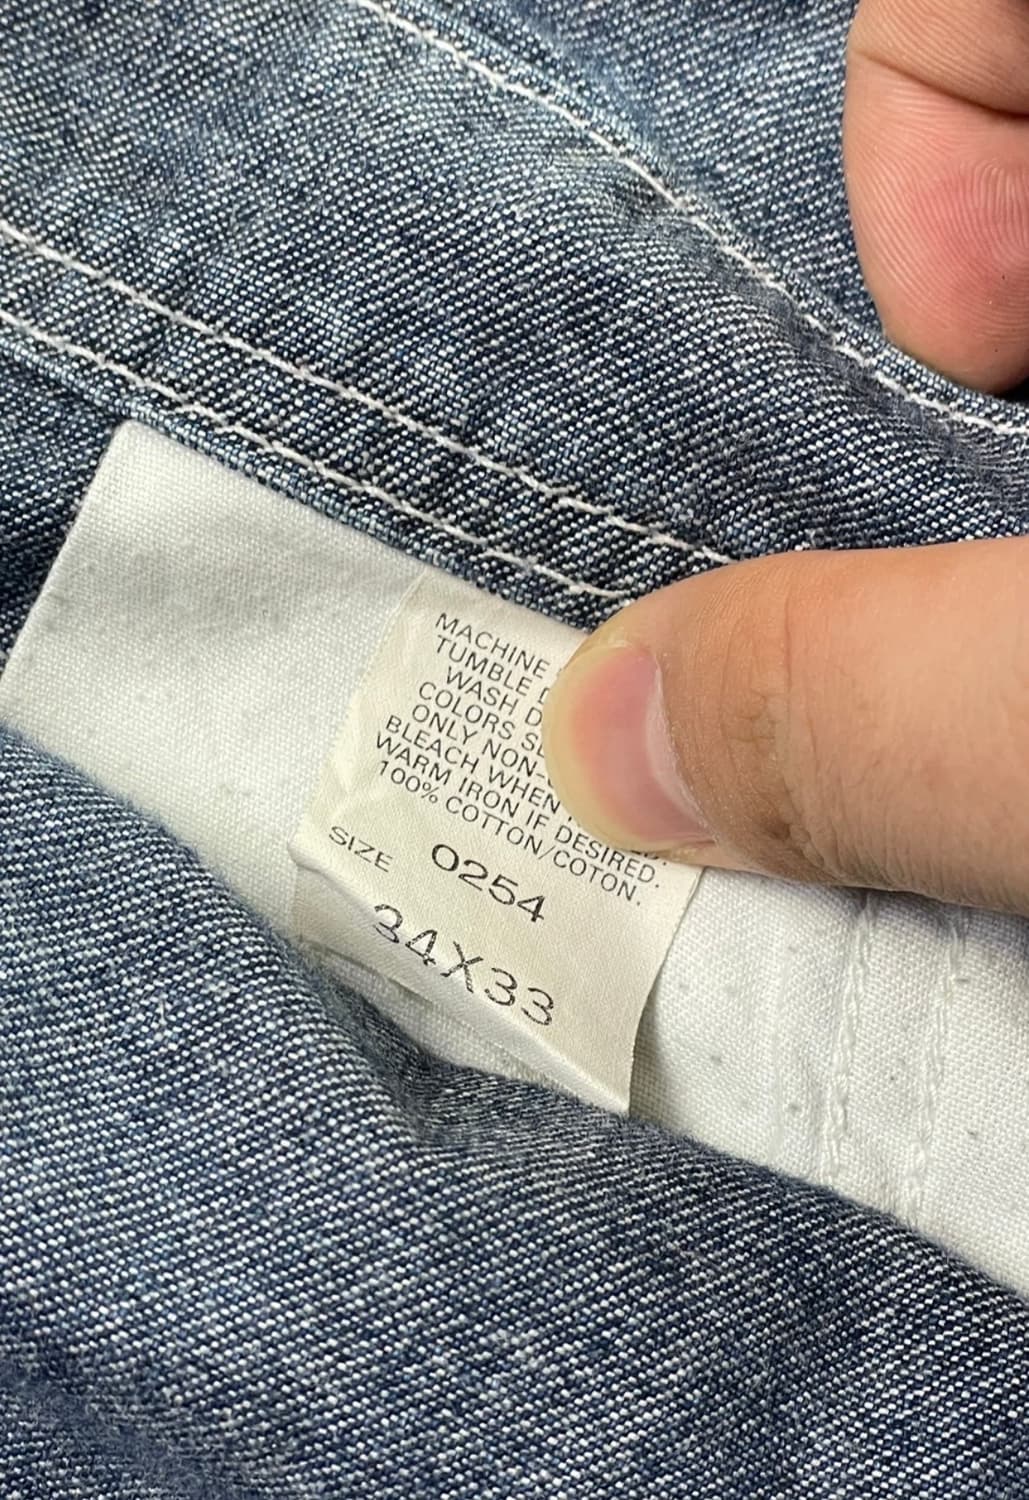 MACHINE
TUMBLE
WASH
COLORS
ONLY NON-
BLEACH WHEN
WARM IRON IF DESIRED.
100% COTTON/COTON.
SIZE 0254
34X33